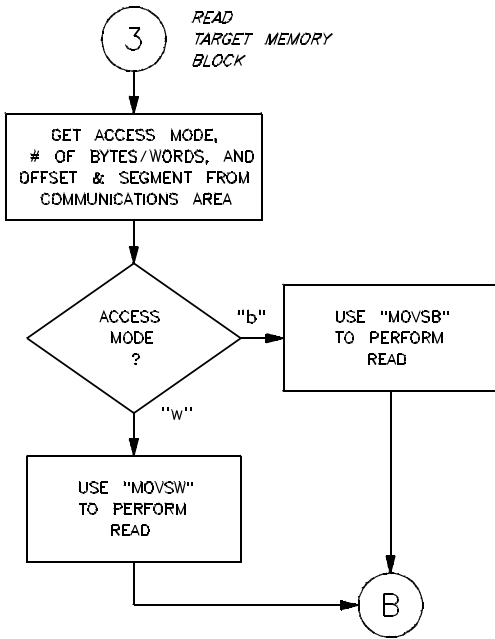 3
READ
TARGET MEMORY
BLOCK
GET ACCESS MODE,
# OF BYTES/WORDS, AND
OFFSET & SEGMENT FROM
COMMUNICATIONS AREA
ACCESS
MODE
?
"b"
USE "MOVSB"
TO PERFORM
READ
"w"
USE "MOVSW"
TO PERFORM
READ
B